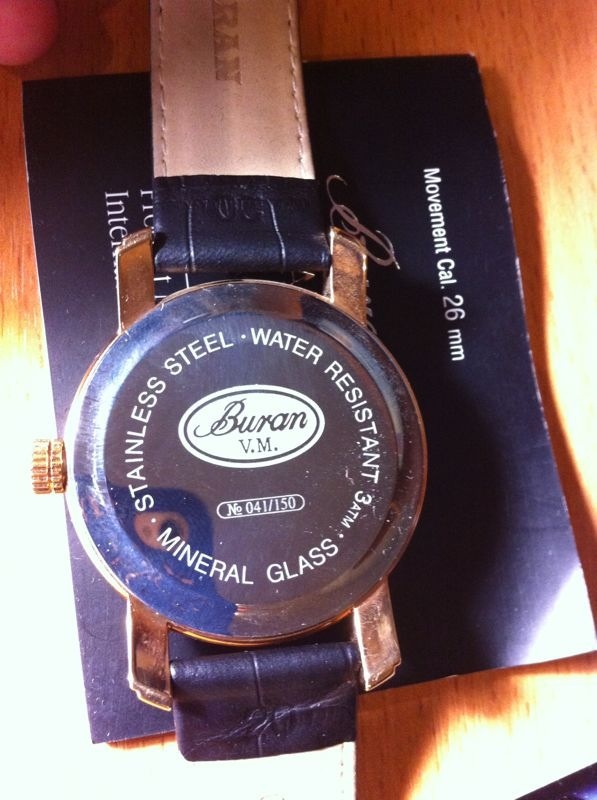 STAINLESS STEEL · WATER RESISTANT 3ATM · MINERAL GLASS ·
Buran
V.M.
№ 041/150
Movement Cal. 26 mm